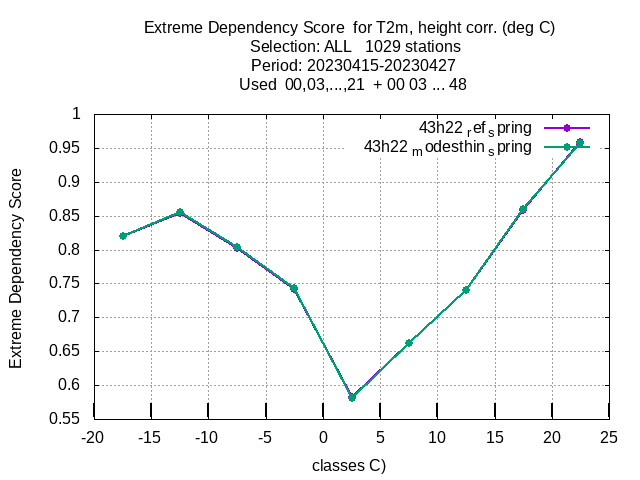 Extreme Dependency Score  for T2m, height corr. (deg C)
Selection: ALL   1029 stations
Period: 20230415-20230427
Used  00,03,...,21  + 00 03 ... 48
43h22 ref spring
43h22 modesthin spring
1
0.95
0.9
0.85
0.8
0.75
0.7
0.65
0.6
0.55
Extreme Dependency Score
-20 -15 -10 -5 0 5 10 15 20 25
classes C)